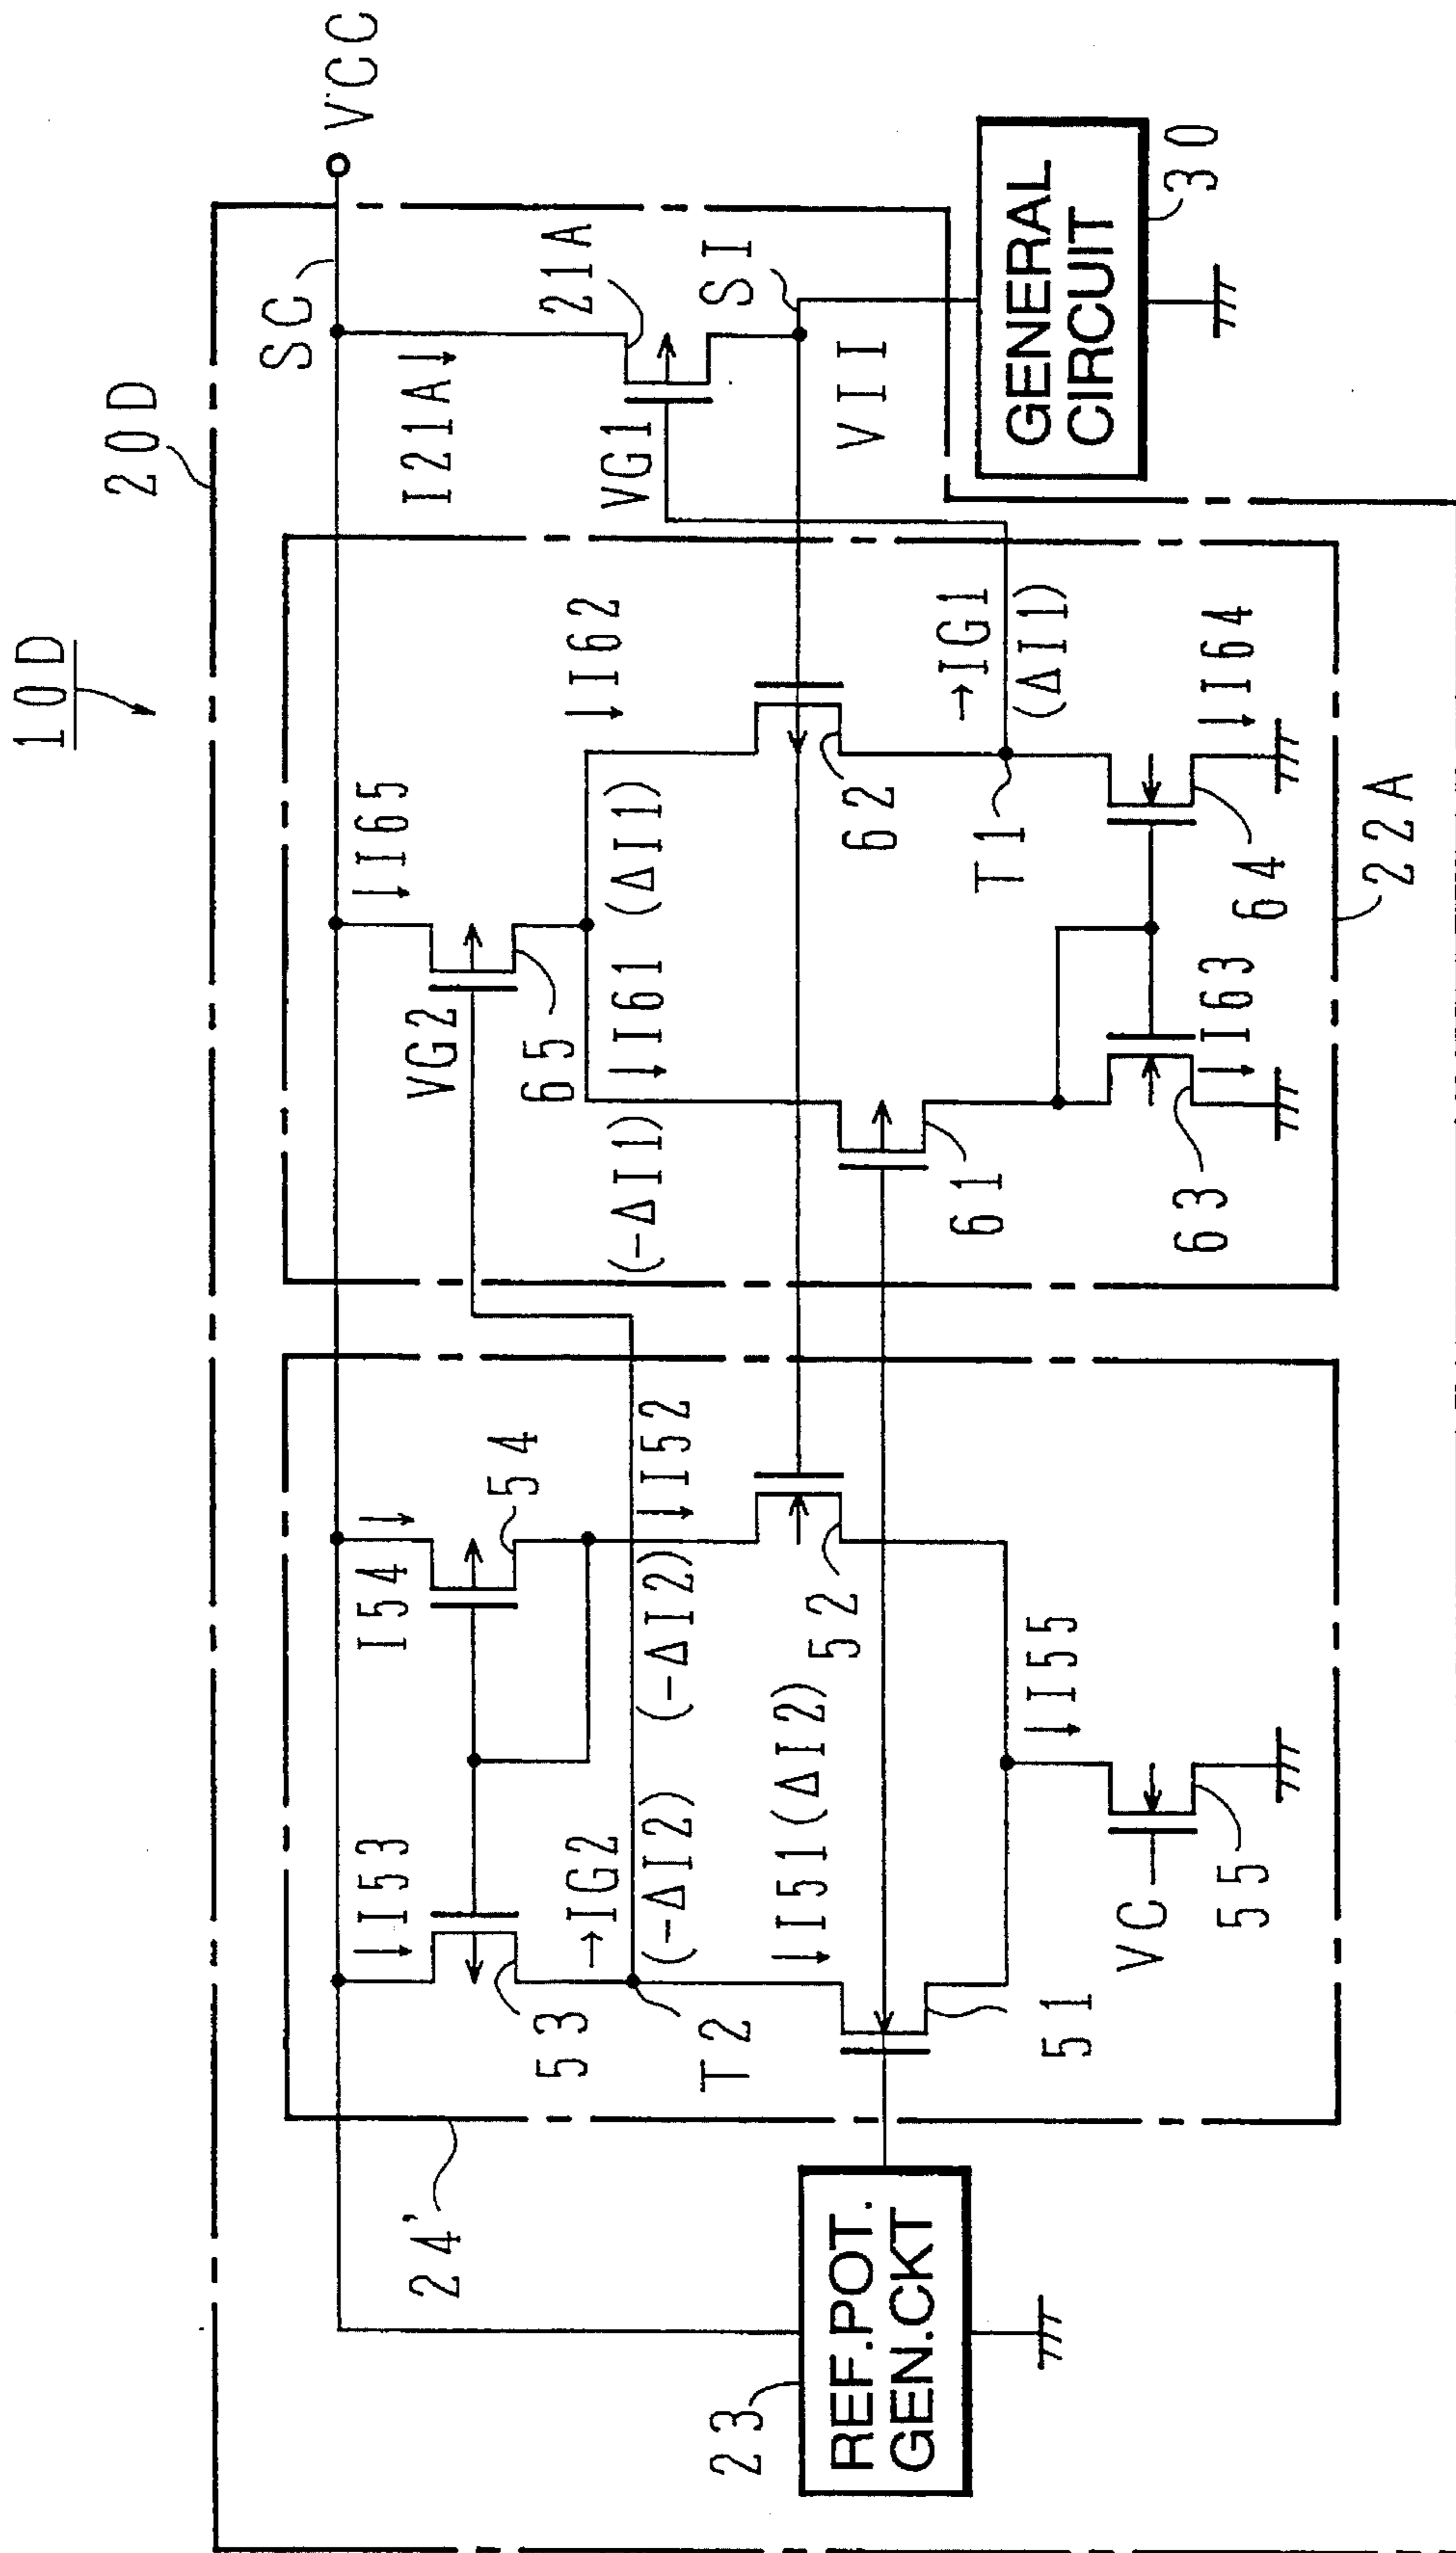 10D
20D
SC
VCC
I53
I54
I65
I21A
54
VG2
65
I62
VG1
21A
53
→IG2
(-ΔI2)
(-ΔI2)
I52
(-ΔI1)
I61
(ΔI1)
SI
VII
T2
I51(ΔI2)
52
61
62
→IG1
(ΔI1)
T1
51
I55
VC
55
63
I63
64
I64
24'
22A
23
REF.POT.
GEN.CKT
GENERAL
CIRCUIT
30